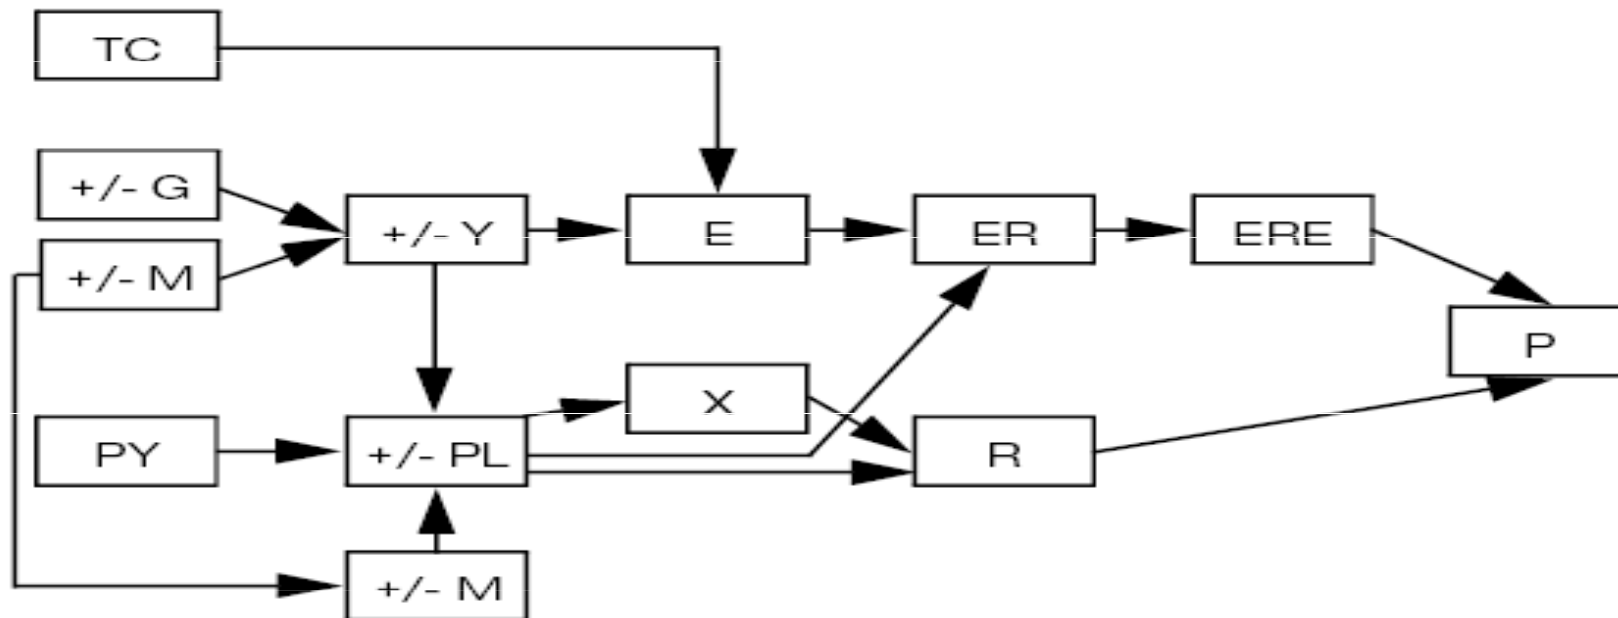 TC
+/- G
+/- Y
E
ER
ERE
+/- M
P
X
PY
+/- PL
R
+/- M